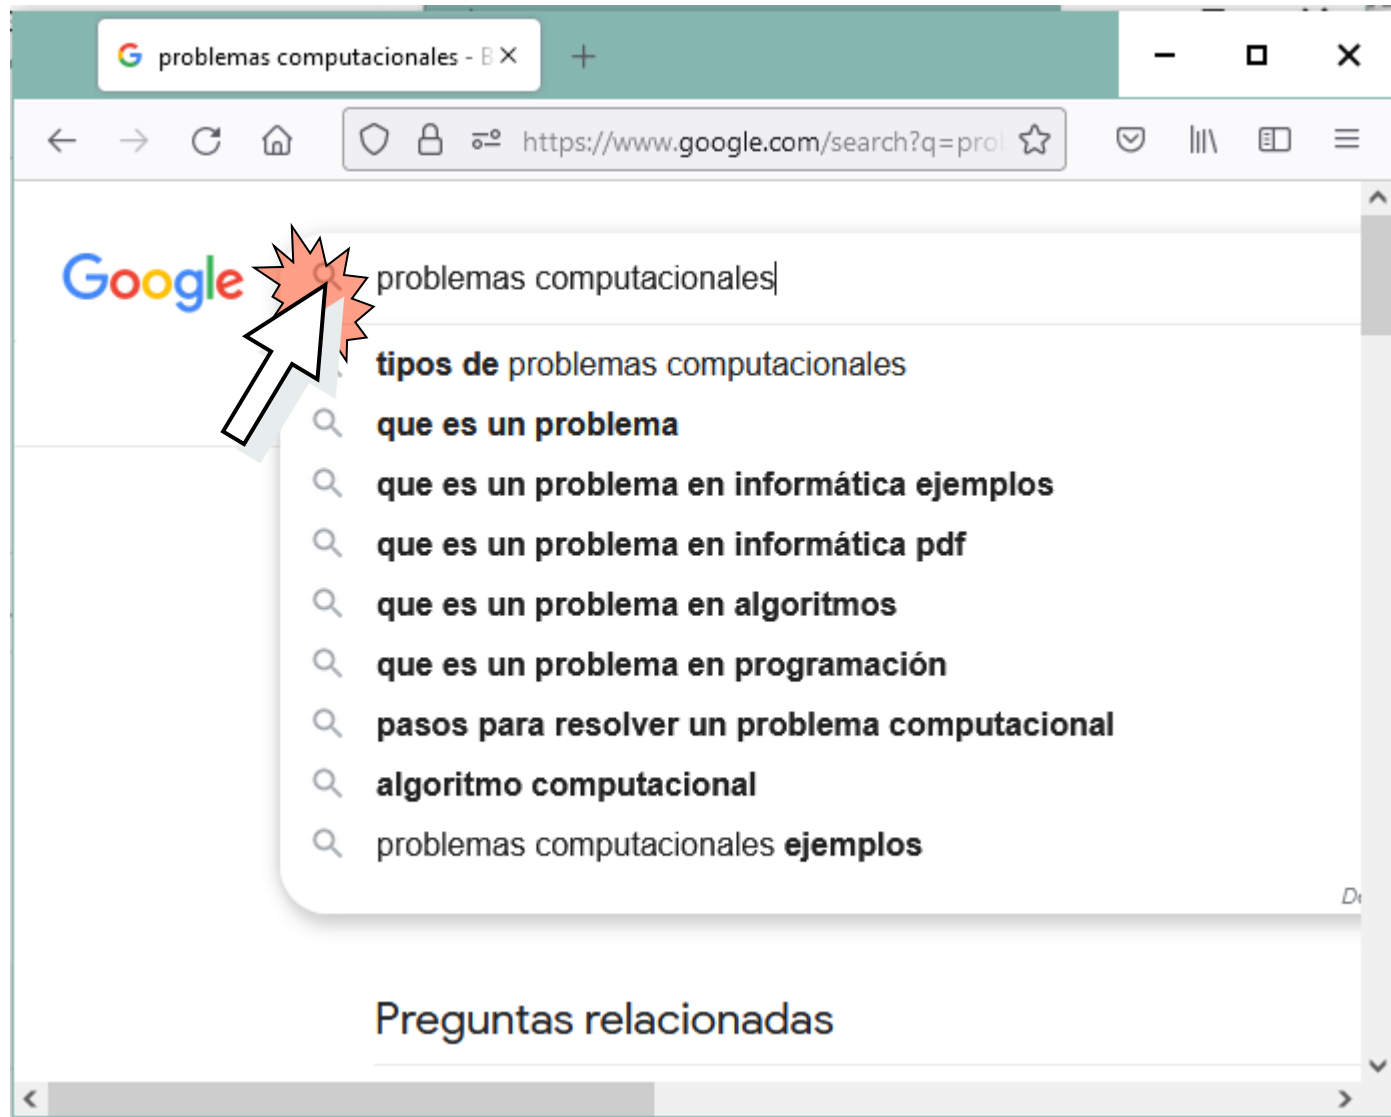 problemas computacionales - B
https://www.google.com/search?q=prob
Google
problemas computacionales
tipos de problemas computacionales
que es un problema
que es un problema en informática ejemplos
que es un problema en informática pdf
que es un problema en algoritmos
que es un problema en programación
pasos para resolver un problema computacional
algoritmo computacional
problemas computacionales ejemplos
Preguntas relacionadas